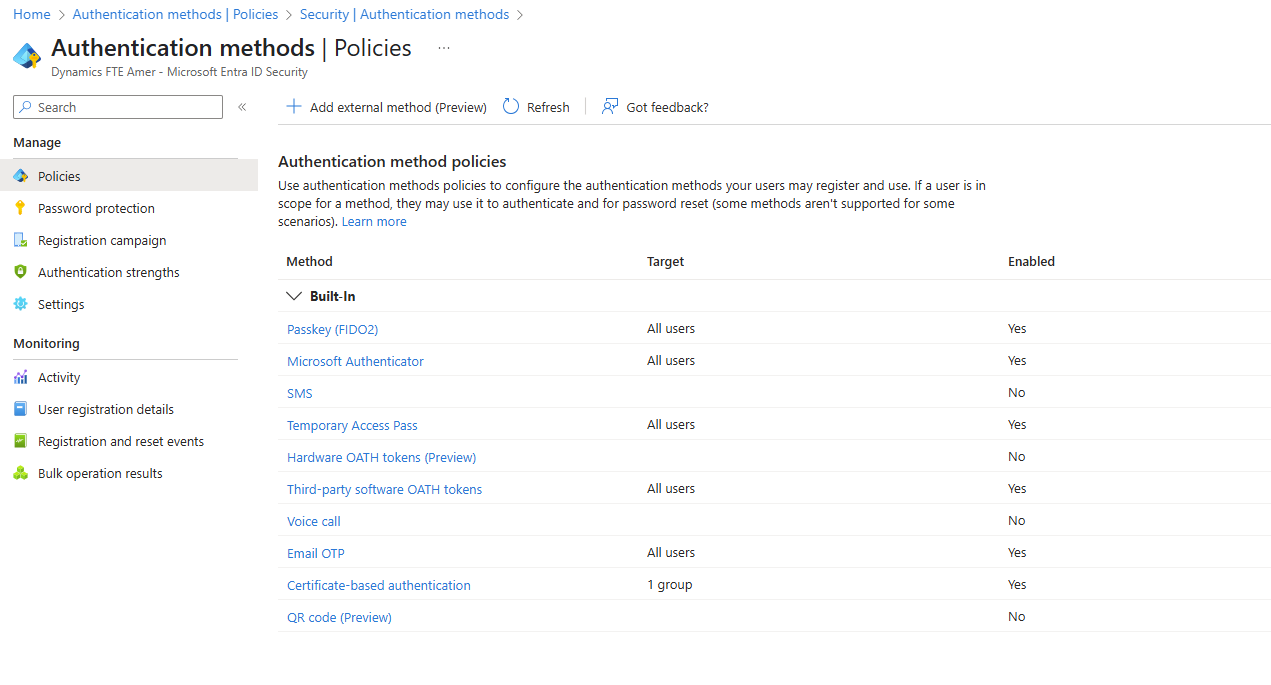 Home > Authentication methods | Policies > Security | Authentication methods >
Authentication methods | Policies ...
Dynamics FTE Amer - Microsoft Entra ID Security
Search «
Manage
Policies
Password protection
Registration campaign
Authentication strengths
Settings
Monitoring
Activity
User registration details
Registration and reset events
Bulk operation results
+ Add external method (Preview) Refresh | Got feedback?
Authentication method policies
Use authentication methods policies to configure the authentication methods your users may register and use. If a user is in
scope for a method, they may use it to authenticate and for password reset (some methods aren't supported for some
scenarios). Learn more
Method Target Enabled
Built-In
Passkey (FIDO2) All users Yes
Microsoft Authenticator All users Yes
SMS No
Temporary Access Pass All users Yes
Hardware OATH tokens (Preview) No
Third-party software OATH tokens All users Yes
Voice call No
Email OTP All users Yes
Certificate-based authentication 1 group Yes
QR code (Preview) No